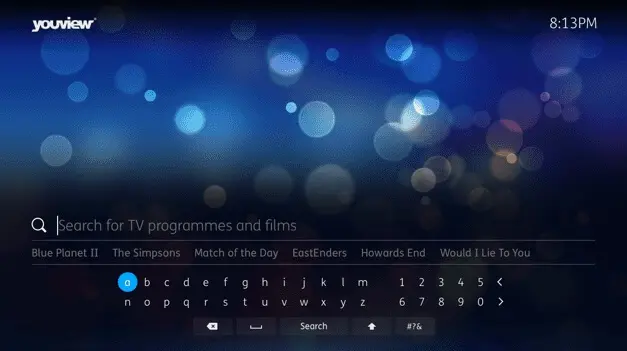 youview
8:13PM
Search for TV programmes and films
Blue Planet II The Simpsons Match of the Day EastEnders Howards End Would I Lie To You
a b c d e f g h i j k l m 1 2 3 4 5 <
n o p q r s t u v w x y z 6 7 8 9 0 >
Search #?&